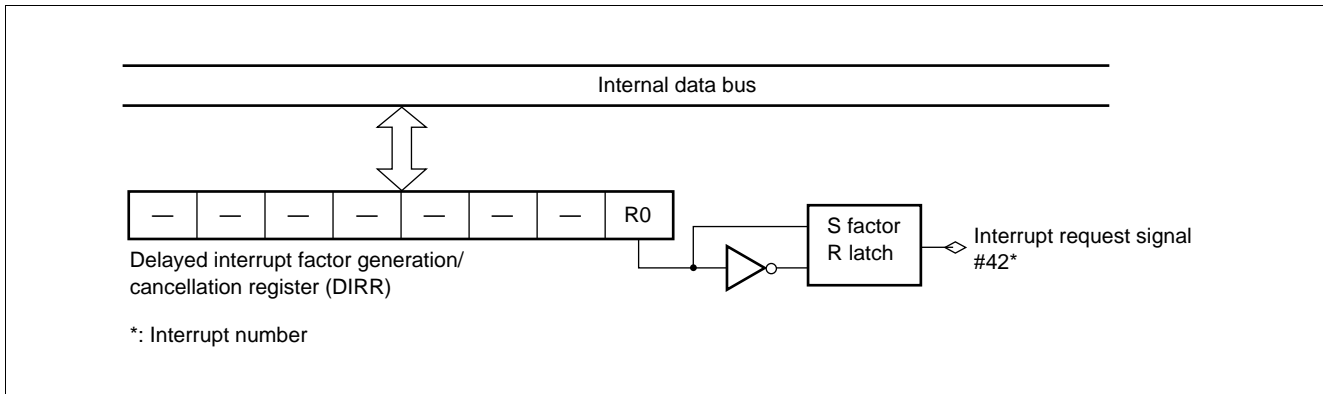 Internal data bus
— — — — — — — R0
S factor
R latch
Interrupt request signal
#42*
Delayed interrupt factor generation/
cancellation register (DIRR)
*: Interrupt number